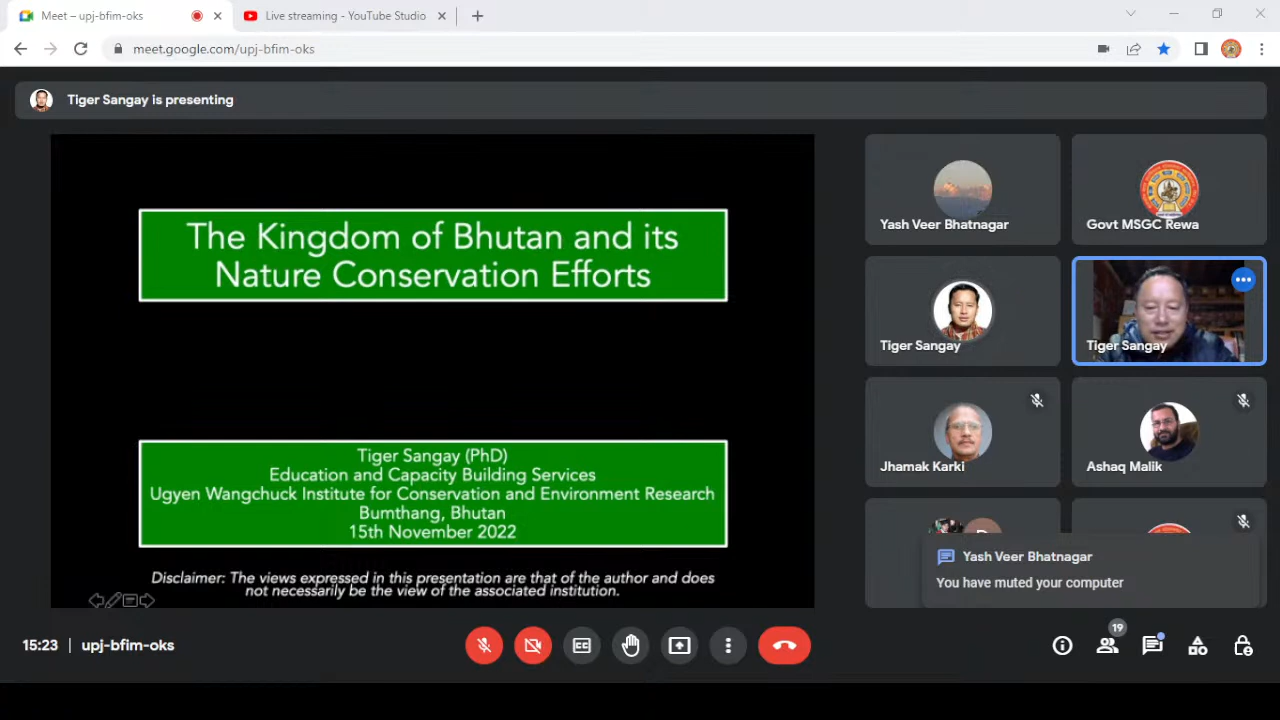 Meet – upj-bfim-oks
Live streaming - YouTube Studio
meet.google.com/upj-bfim-oks
Tiger Sangay is presenting
The Kingdom of Bhutan and its
Nature Conservation Efforts
Tiger Sangay (PhD)
Education and Capacity Building Services
Ugyen Wangchuck Institute for Conservation and Environment Research
Bumthang, Bhutan
15th November 2022
Disclaimer: The views expressed in this presentation are that of the author and does
not necessarily be the view of the associated institution.
Yash Veer Bhatnagar
Govt MSGC Rewa
Tiger Sangay
Tiger Sangay
Jhamak Karki
Ashaq Malik
Yash Veer Bhatnagar
You have muted your computer
15:23 | upj-bfim-oks
CC
19